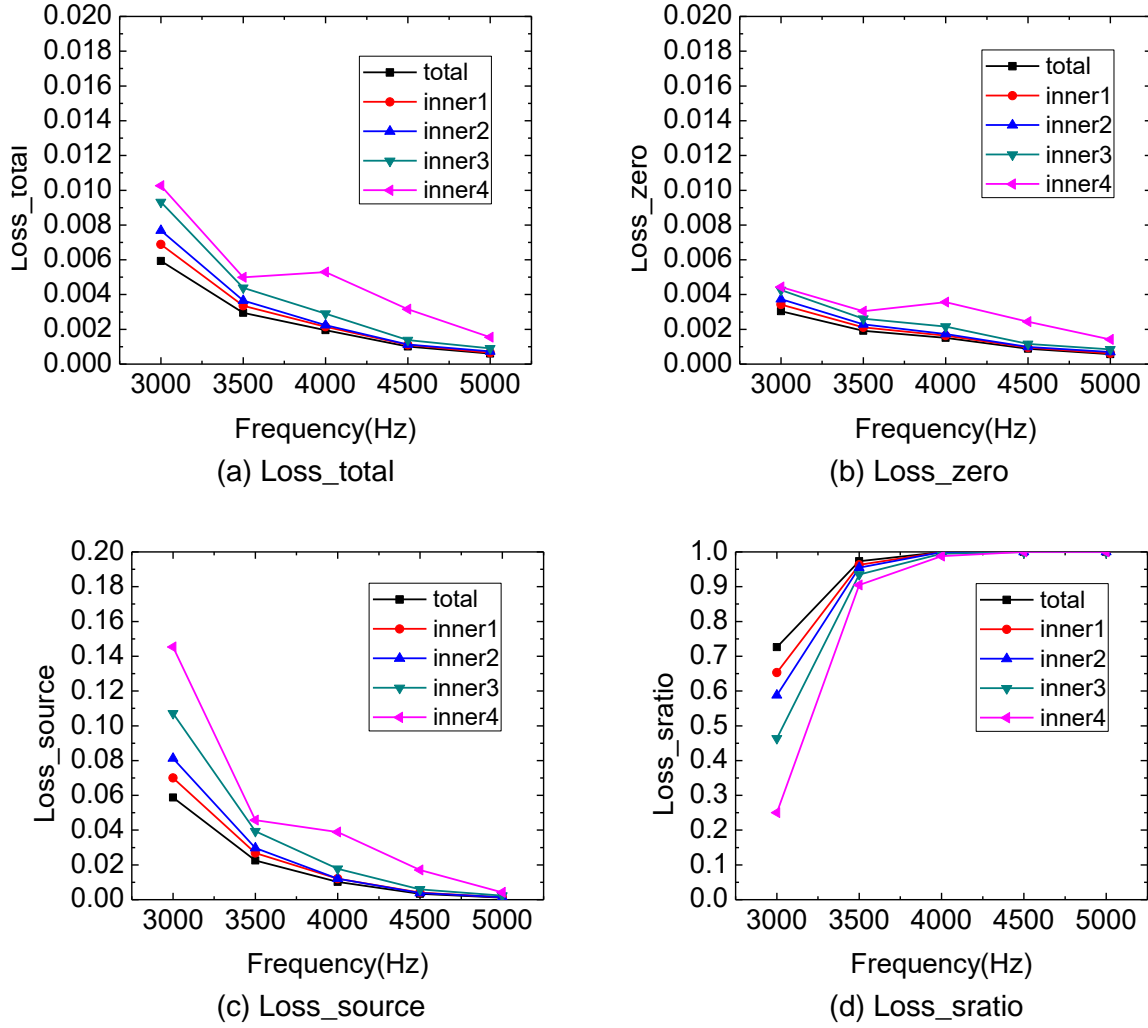 0.020
0.018
0.016
0.014
0.012
0.010
0.008
0.006
0.004
0.002
0.000
Loss_total
total
inner1
inner2
inner3
inner4
3000 3500 4000 4500 5000
Frequency(Hz)
(a) Loss_total
0.020
0.018
0.016
0.014
0.012
0.010
0.008
0.006
0.004
0.002
0.000
Loss_zero
total
inner1
inner2
inner3
inner4
3000 3500 4000 4500 5000
Frequency(Hz)
(b) Loss_zero
0.20
0.18
0.16
0.14
0.12
0.10
0.08
0.06
0.04
0.02
0.00
Loss_source
total
inner1
inner2
inner3
inner4
3000 3500 4000 4500 5000
Frequency(Hz)
(c) Loss_source
1.0
0.9
0.8
0.7
0.6
0.5
0.4
0.3
0.2
0.1
0.0
Loss_sratio
total
inner1
inner2
inner3
inner4
3000 3500 4000 4500 5000
Frequency(Hz)
(d) Loss_sratio